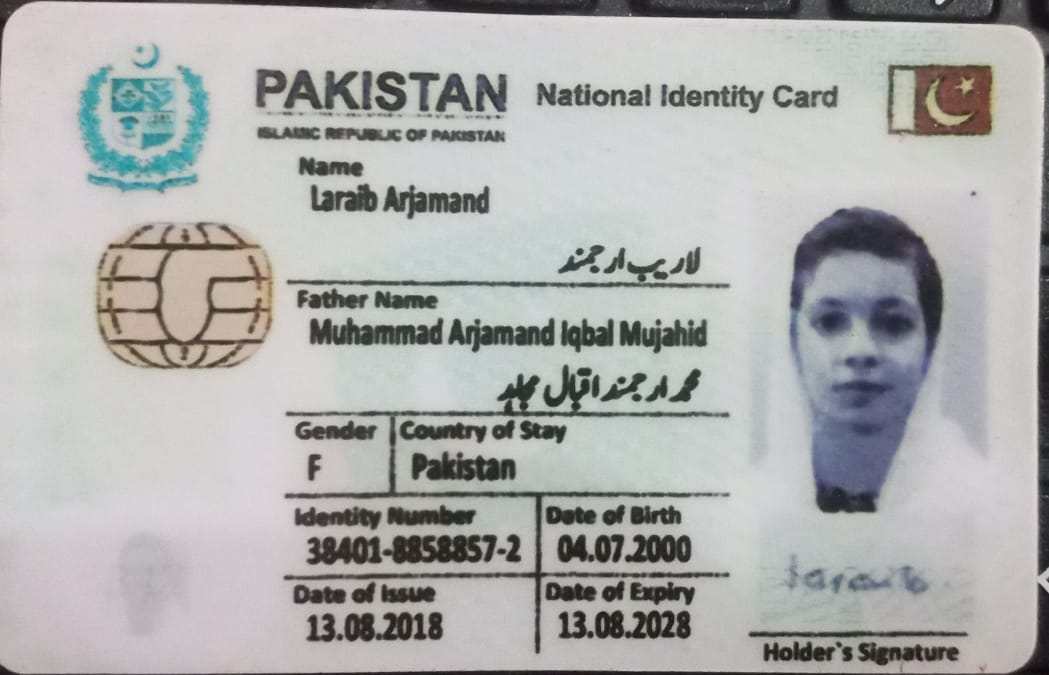 PAKISTAN National Identity Card
ISLAMIC REPUBLIC OF PAKISTAN
Name
Laraib Arjamand
لاریب ارجمند
Father Name
Muhammad Arjamand Iqbal Mujahid
محمد ارجمند اقبال مجاہد
Gender Country of Stay
F Pakistan
Identity Number Date of Birth
38401-8858857-2 04.07.2000
Date of Issue Date of Expiry
13.08.2018 13.08.2028
Laraib
Holder`s Signature